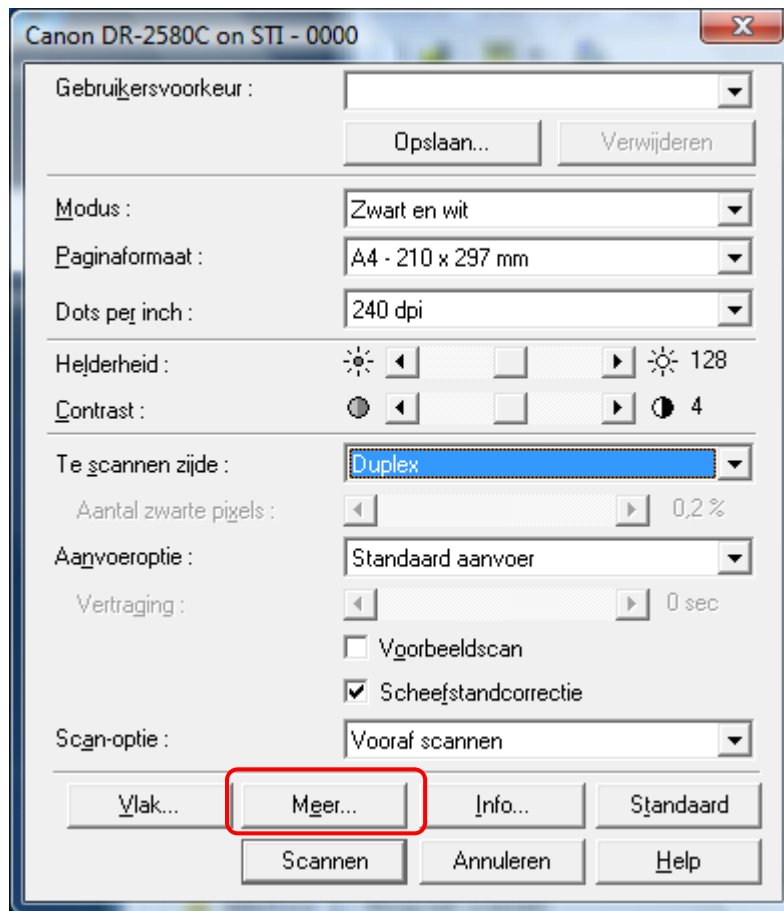 Canon DR-2580C on STI - 0000
Gebruikersvoorkeur :
Opslaan... Verwijderen
Modus : Zwart en wit
Paginaformaat : A4 - 210 x 297 mm
Dots per inch : 240 dpi
Helderheid : 128
Contrast : 4
Te scannen zijde : Duplex
Aantal zwarte pixels : 0,2 %
Aanvoeroptie : Standaard aanvoer
Vertraging : 0 sec
Voorbeeldscan
Scheefstandcorrectie
Scan-optie : Vooraf scannen
Vlak... Meer... Info... Standaard
Scannen Annuleren Help